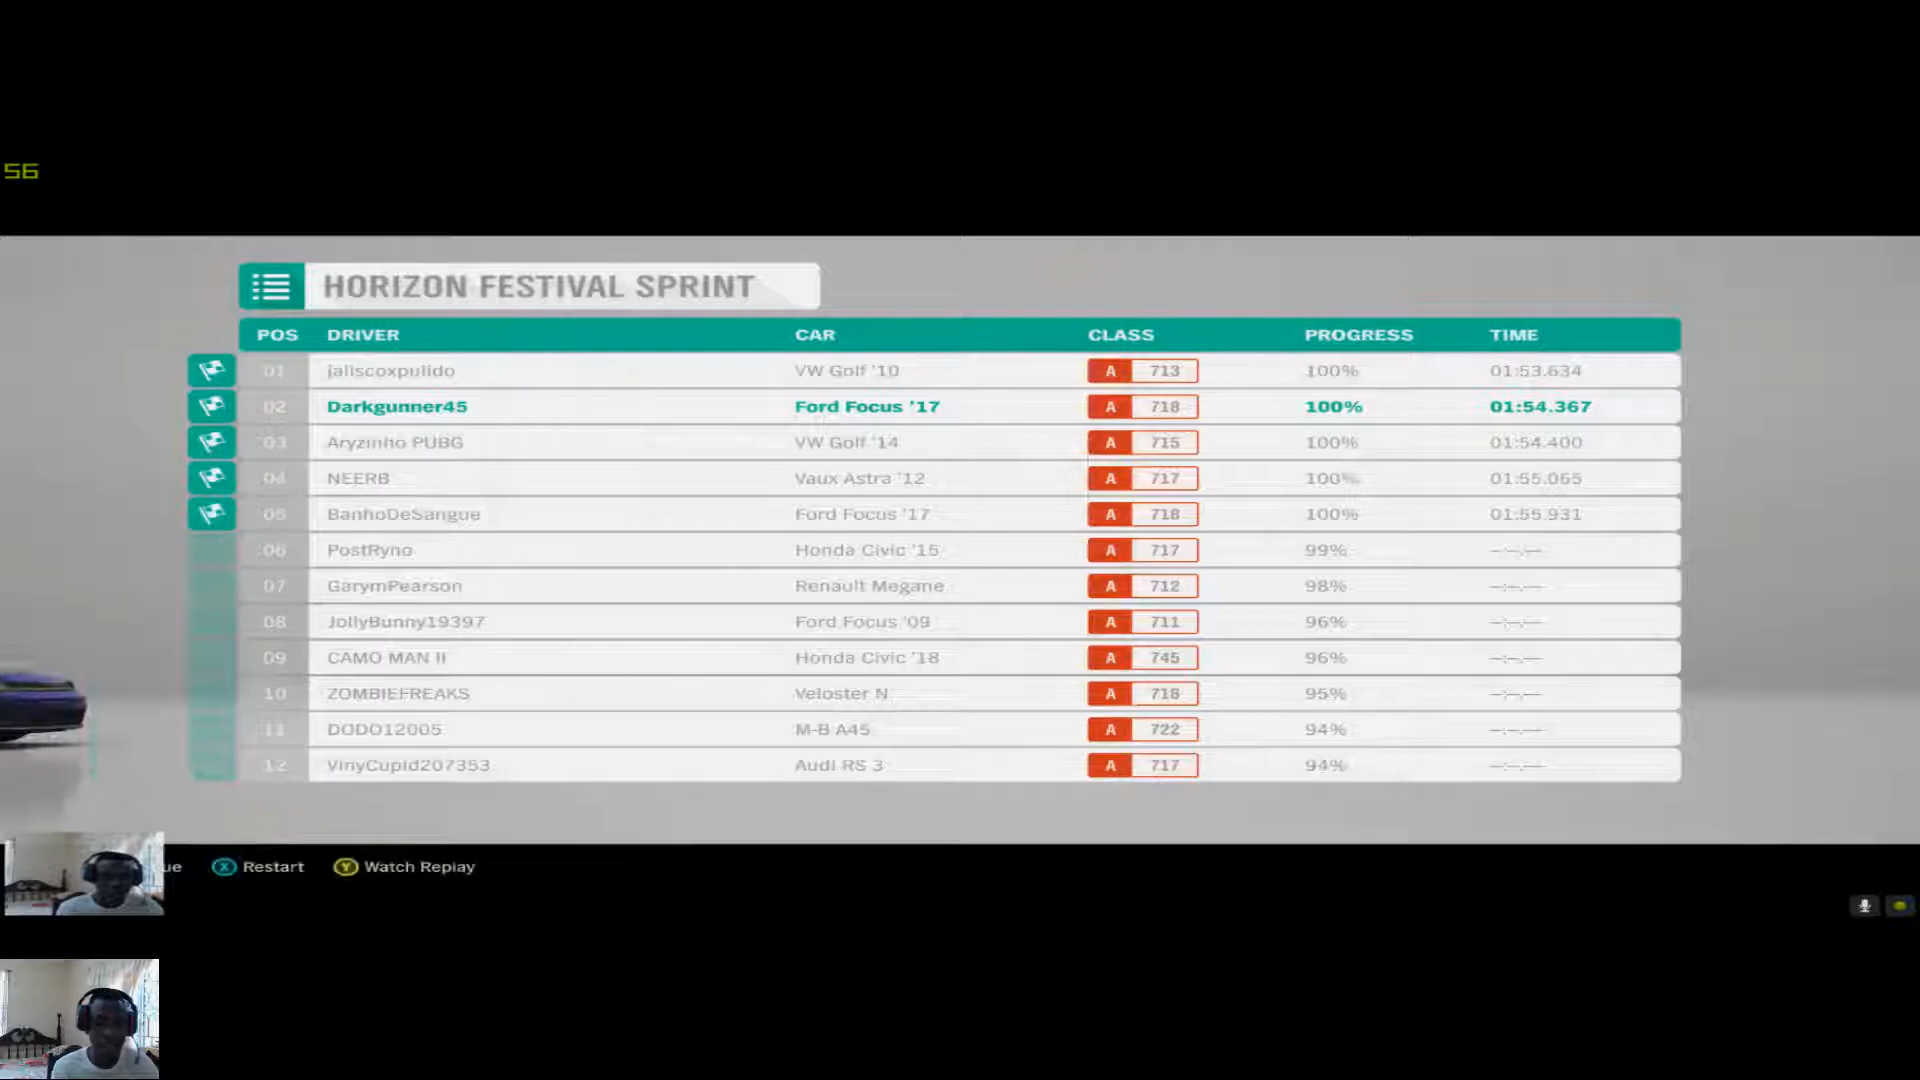 56
HORIZON FESTIVAL SPRINT
POS DRIVER CAR CLASS PROGRESS TIME
01 jaliscoxpulido VW Golf '10 A 713 100% 01:53.634
02 Darkgunner45 Ford Focus '17 A 718 100% 01:54.367
03 Aryzinho PUBG VW Golf '14 A 715 100% 01:54.400
04 NEERB Vaux Astra '12 A 717 100% 01:55.065
05 BanhoDeSangue Ford Focus '17 A 718 100% 01:55.931
06 PostRyno Honda Civic '15 A 717 99% --:--.---
07 GarymPearson Renault Megane A 712 98% --:--.---
08 JollyBunny19397 Ford Focus '09 A 711 96% --:--.---
09 CAMO MAN II Honda Civic '18 A 745 96% --:--.---
10 ZOMBIEFREAKS Veloster N A 718 95% --:--.---
11 DODO12005 M-B A45 A 722 94% --:--.---
12 VinyCupid207353 Audi RS 3 A 717 94% --:--.---
ue X Restart Y Watch Replay